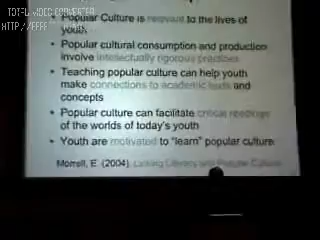 TOTAL VIDEO CONVERTER
• Popular Culture is relevant to the lives of
youth
• Popular cultural consumption and production
involve intellectually rigorous practices
• Teaching popular culture can help youth
make connections to academic texts and
concepts
• Popular culture can facilitate critical readings
of the worlds of today's youth
• Youth are motivated to "learn" popular culture
Morrell, E. (2004). Linking Literacy and Popular Culture